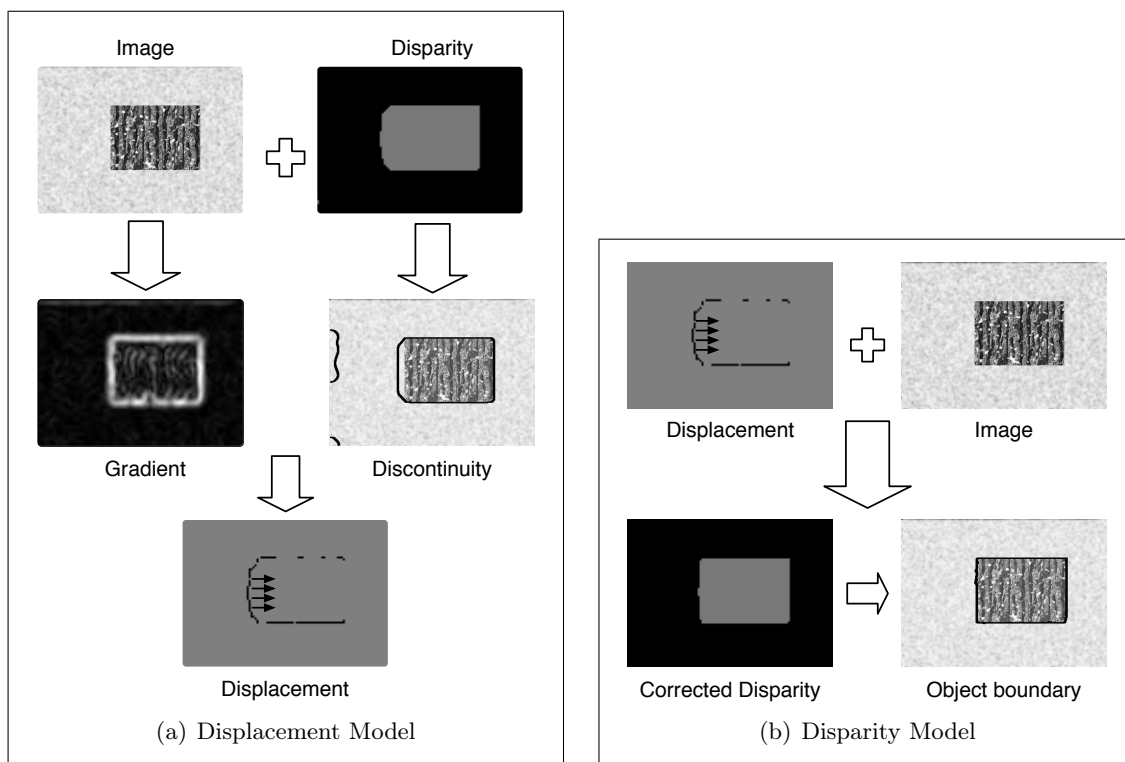 Image
Disparity
Gradient
Discontinuity
Displacement
(a) Displacement Model
Displacement
Image
Corrected Disparity
Object boundary
(b) Disparity Model